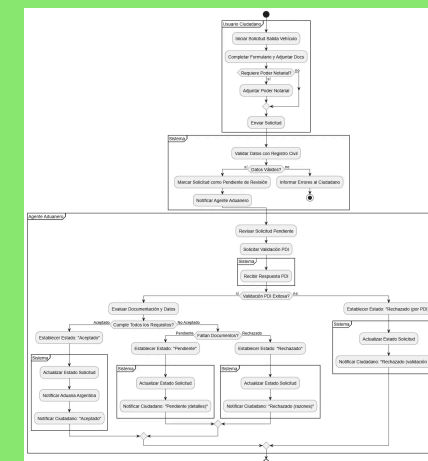 Usuario Ciudadano
Iniciar Solicitud Salida Vehículo
Completar Formulario y Adjuntar Docs
¿Requiere Poder Notarial?
no
sí
Adjuntar Poder Notarial
Enviar Solicitud
Sistema
Validar Datos con Registro Civil
sí
¿Datos Válidos?
no
Marcar Solicitud como Pendiente de Revisión
Informar Errores al Ciudadano
Notificar Agente Aduanero
Agente Aduanero
Revisar Solicitud Pendiente
Solicitar Validación PDI
Sistema
Recibir Respuesta PDI
sí
¿Validación PDI Exitosa?
no
Evaluar Documentación y Datos
Establecer Estado: "Rechazado (por PDI
Aceptado
¿Cumple Todos los Requisitos?
No Aceptado
Establecer Estado: "Aceptado"
Pendiente
¿Faltan Documentos?
Rechazado
Establecer Estado: "Pendiente"
Establecer Estado: "Rechazado"
Sistema
Actualizar Estado Solicitud
Notificar Ciudadano: "Rechazado (validación
Sistema
Actualizar Estado Solicitud
Notificar Aduana Argentina
Notificar Ciudadano: "Aceptado"
Sistema
Actualizar Estado Solicitud
Notificar Ciudadano: "Pendiente (detalles)"
Sistema
Actualizar Estado Solicitud
Notificar Ciudadano: "Rechazado (razones)"